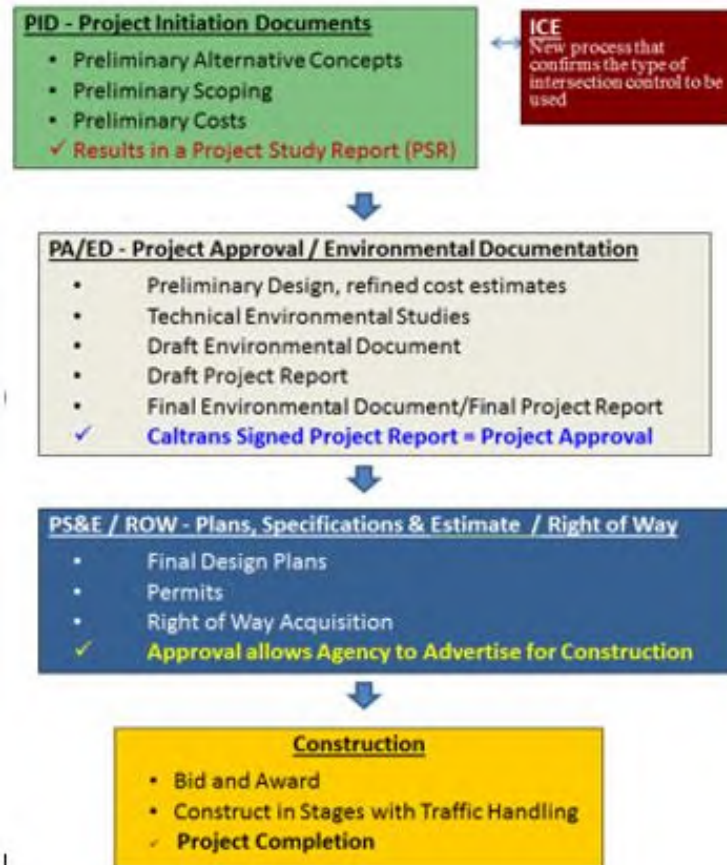 PID - Project Initiation Documents
• Preliminary Alternative Concepts
• Preliminary Scoping
• Preliminary Costs
✓ Results in a Project Study Report (PSR)
ICE
New process that
confirms the type of
intersection control to be
used
PA/ED - Project Approval / Environmental Documentation
• Preliminary Design, refined cost estimates
• Technical Environmental Studies
• Draft Environmental Document
• Draft Project Report
• Final Environmental Document/Final Project Report
✓ Caltrans Signed Project Report = Project Approval
PS&E / ROW - Plans, Specifications & Estimate / Right of Way
• Final Design Plans
• Permits
• Right of Way Acquisition
✓ Approval allows Agency to Advertise for Construction
Construction
• Bid and Award
• Construct in Stages with Traffic Handling
✓ Project Completion